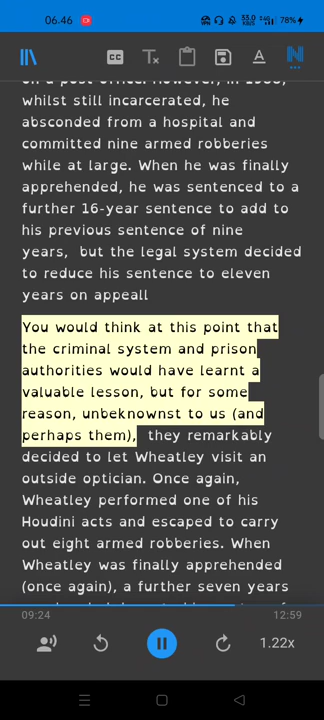 06.46
33.0
KB/S
78%
CC
T
A
N
whilst still incarcerated, he
absconded from a hospital and
committed nine armed robberies
while at large. When he was finally
apprehended, he was sentenced to a
further 16-year sentence to add to
his previous sentence of nine
years,  but the legal system decided
to reduce his sentence to eleven
years on appeall
You would think at this point that
the criminal system and prison
authorities would have learnt a
valuable lesson, but for some
reason, unbeknownst to us (and
perhaps them),  they remarkably
decided to let Wheatley visit an
outside optician. Once again,
Wheatley performed one of his
Houdini acts and escaped to carry
out eight armed robberies. When
Wheatley was finally apprehended
(once again), a further seven years
09:24
12:59
1.22x